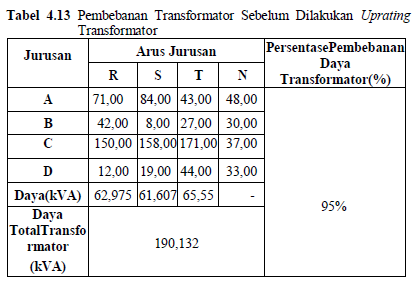 Tabel 4.13 Pembebanan Transformator Sebelum Dilakukan Uprating
Transformator
Jurusan Arus Jurusan PersentasePembebanan
Daya
Transformator(%)
R S T N
A 71,00 84,00 43,00 48,00
B 42,00 8,00 27,00 30,00
C 150,00 158,00 171,00 37,00
D 12,00 19,00 44,00 33,00
Daya(kVA) 62,975 61,607 65,55 -
95%
Daya
TotalTransfo
rmator
(kVA)
190,132